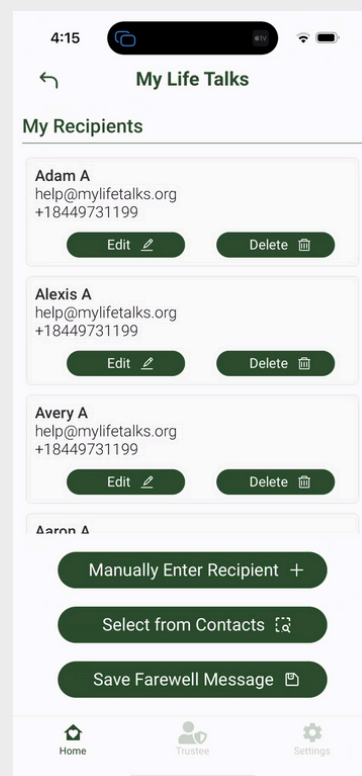 4:15
tv
My Life Talks
My Recipients
Adam A
help@mylifetalks.org
+18449731199
Edit
Delete
Alexis A
help@mylifetalks.org
+18449731199
Edit
Delete
Avery A
help@mylifetalks.org
+18449731199
Edit
Delete
Aaron A
Manually Enter Recipient +
Select from Contacts
Save Farewell Message
Home
Trustee
Settings